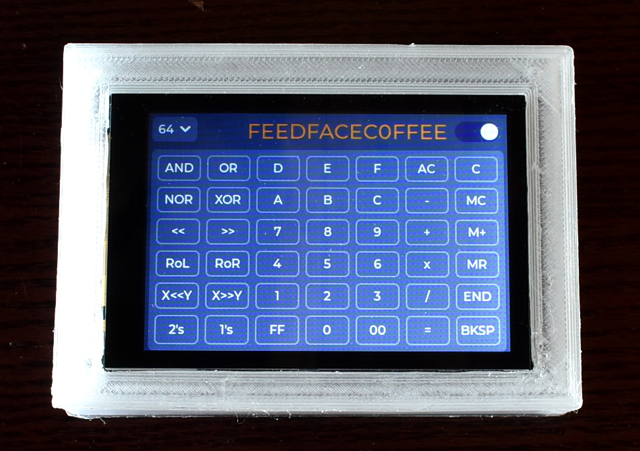 64 FEEDFACEC0FFEE
AND OR D E F AC C
NOR XOR A B C - MC
<< >> 7 8 9 + M+
RoL RoR 4 5 6 x MR
X<<Y X>>Y 1 2 3 / END
2's 1's FF 0 00 = BKSP